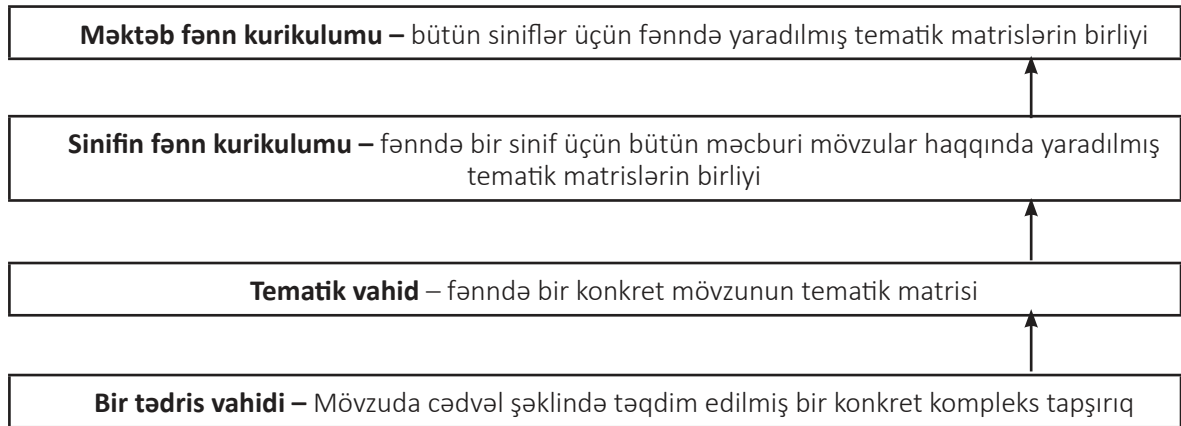 Məktəb fənn kurikulumu – bütün siniflər üçün fənndə yaradılmış tematik matrislərin birliyi
Sinifin fənn kurikulumu – fənndə bir sinif üçün bütün məcburi mövzular haqqında yaradılmış
tematik matrislərin birliyi
Tematik vahid – fənndə bir konkret mövzunun tematik matrisi
Bir tədris vahidi – Mövzuda cədvəl şəklində təqdim edilmiş bir konkret kompleks tapşırıq